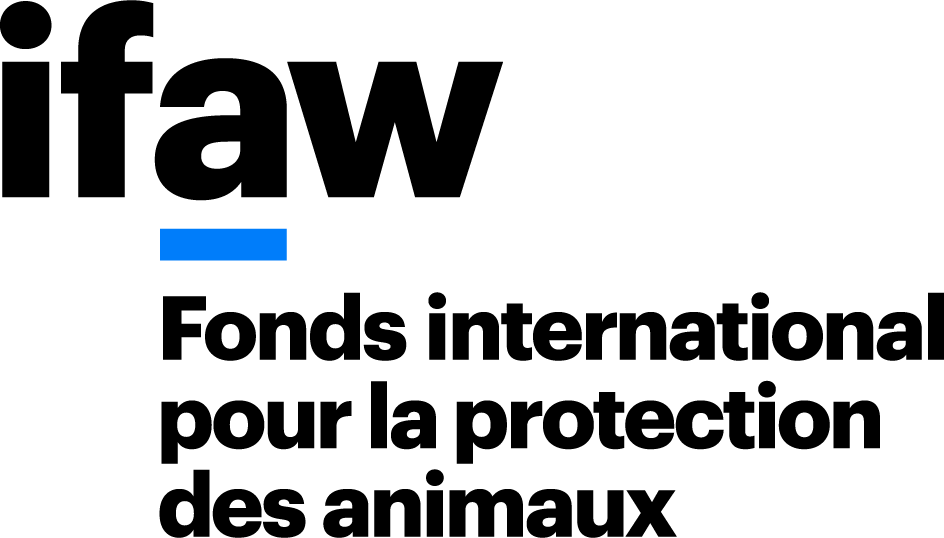 ifaw
Fonds international
pour la protection
des animaux